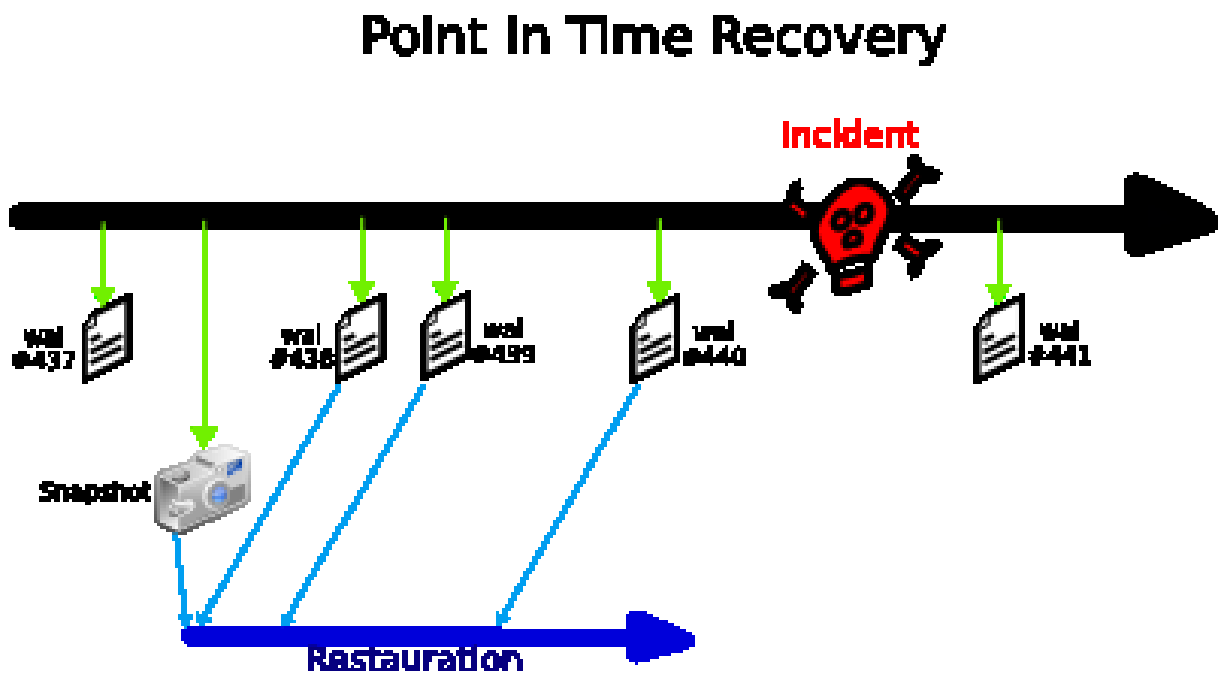 Point In Time Recovery
Incident
wal
#437
wal
#438
wal
#439
wal
#440
wal
#441
Snapshot
Restauration